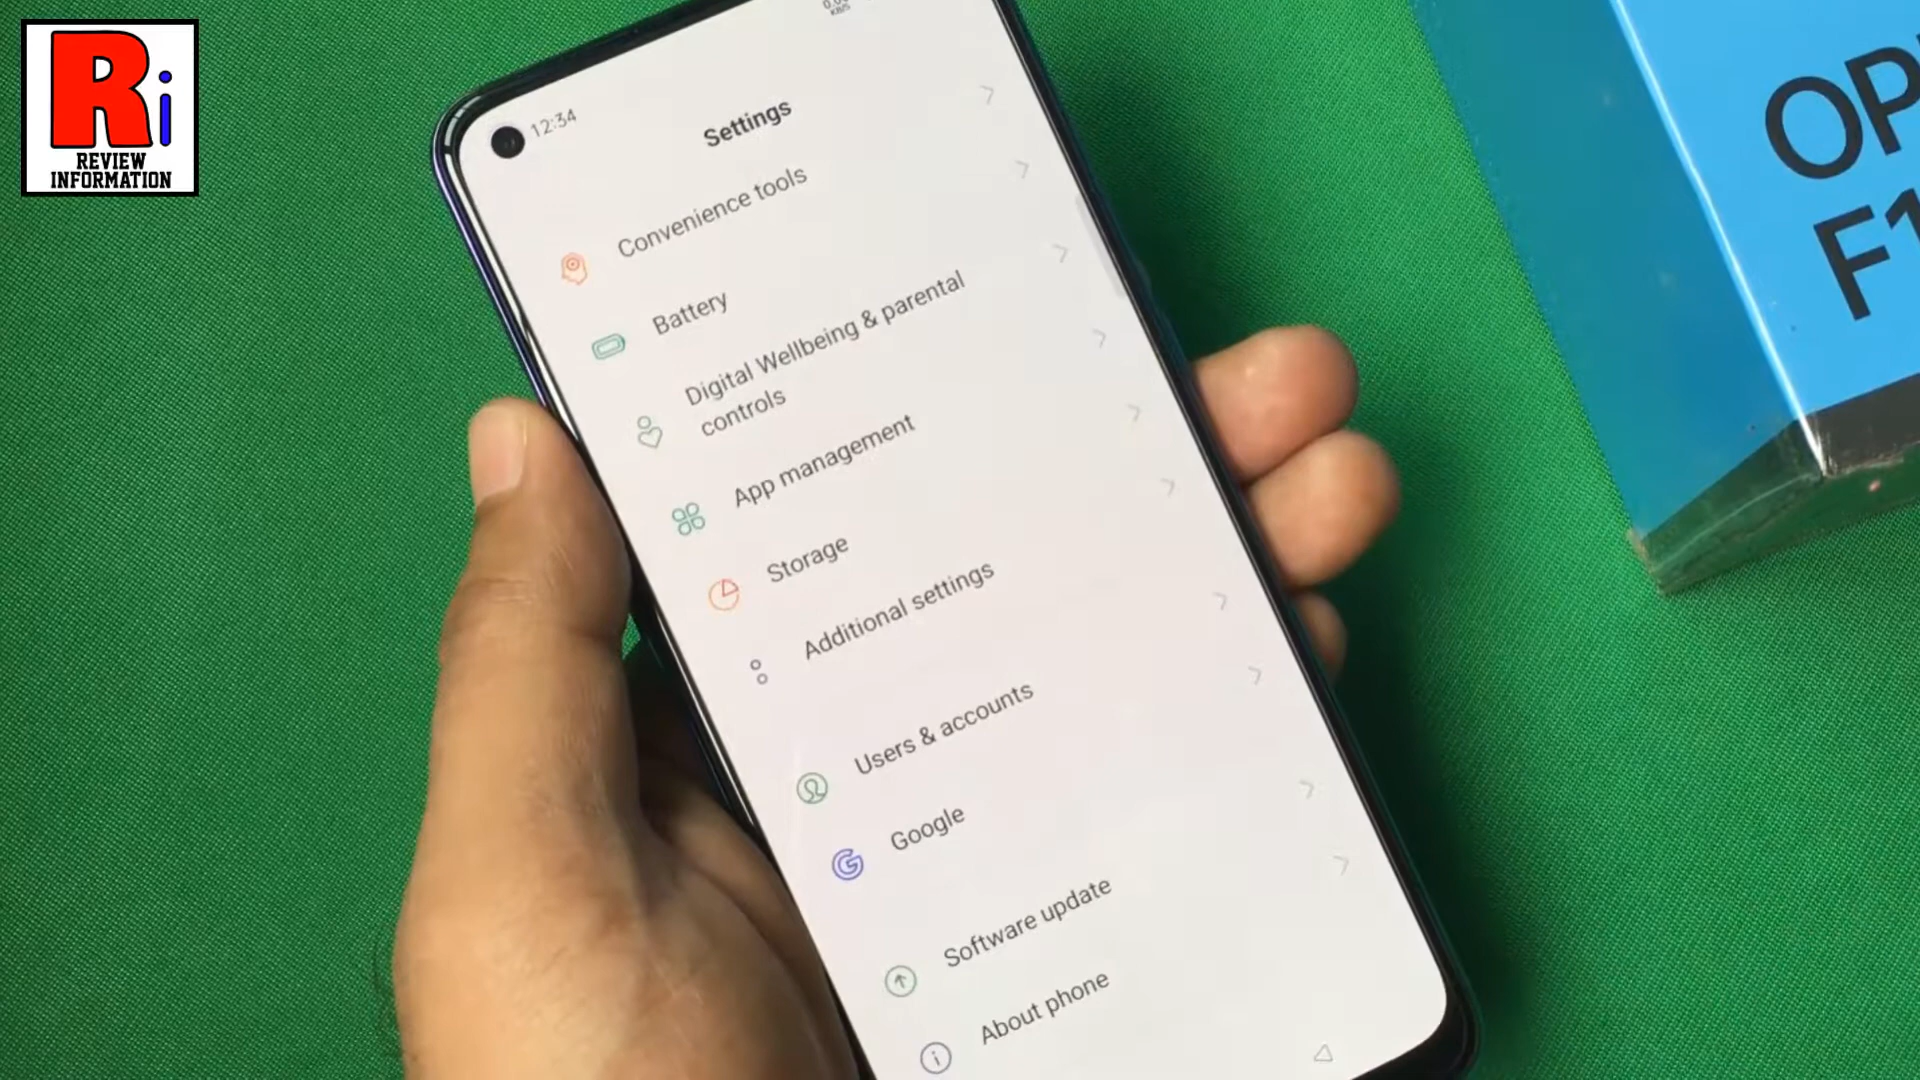 Ri
REVIEW
INFORMATION
12:34
Settings
Convenience tools
Battery
Digital Wellbeing & parental
controls
App management
Storage
Additional settings
Users & accounts
Google
Software update
About phone
OP
F1